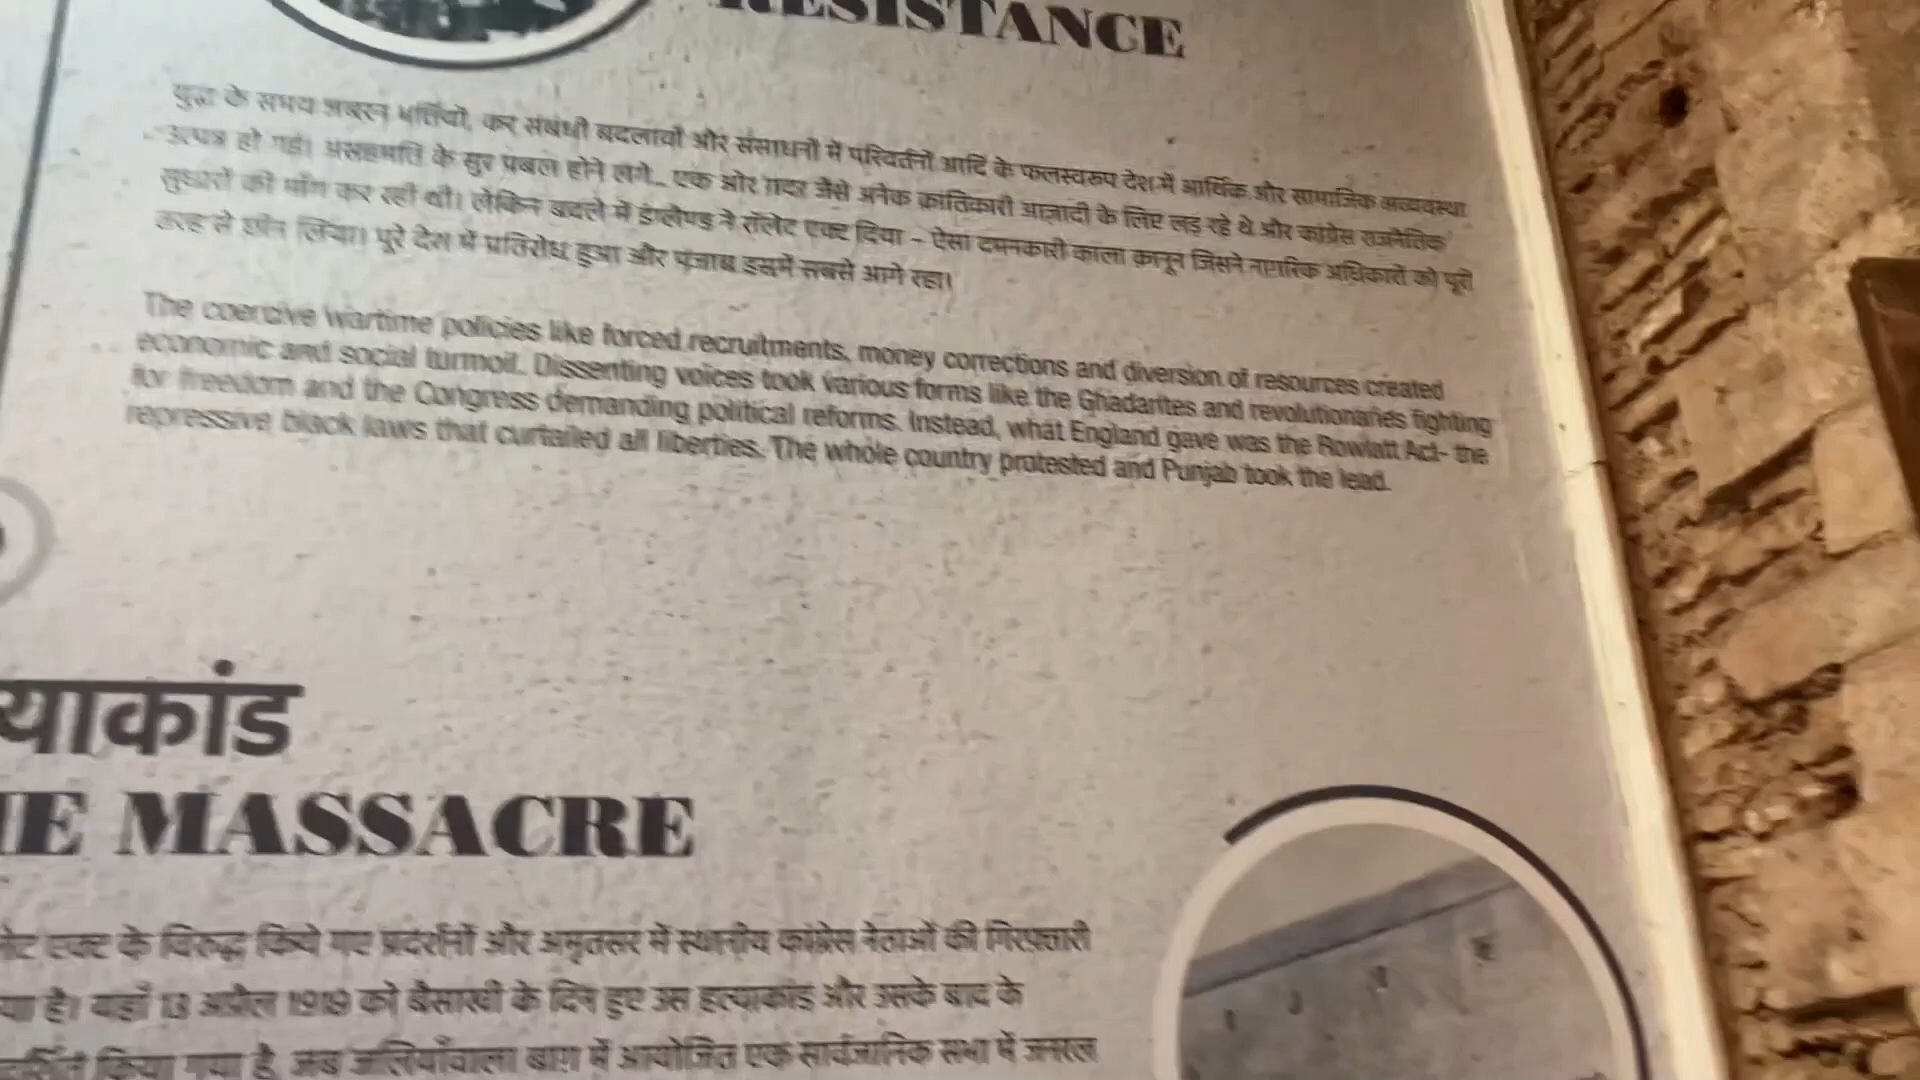 RESISTANCE
युद्ध के समय जबरन भर्तियों, कर संबंधी बदलावों और संसाधनों में परिवर्तनों आदि के फलस्वरुप देश में आर्थिक और सामाजिक अव्यवस्था
उत्पन्न हो गई। असहमति के सुर प्रबल होने लगे.. एक ओर ग़दर जैसे अनेक क्रांतिकारी आज़ादी के लिए लड़ रहे थे और कांग्रेस राजनैतिक
सुधारों की माँग कर रही थी। लेकिन बदले में इंग्लैण्ड ने रॉलेट एक्ट दिया – ऐसा दमनकारी काला क़ानून जिसने नागरिक अधिकारों को पूरी
तरह से छीन लिया। पूरे देश में प्रतिरोध हुआ और पंजाब इसमें सबसे आगे रहा।
The coercive wartime policies like forced recruitments, money corrections and diversion of resources created
economic and social turmoil. Dissenting voices took various forms like the Ghadarites and revolutionaries fighting
for freedom and the Congress demanding political reforms. Instead, what England gave was the Rowlatt Act- the
repressive black laws that curtailed all liberties. The whole country protested and Punjab took the lead.
याकांड
HE MASSACRE
लेट एक्ट के विरुद्ध किये गए प्रदर्शनों और अमृतसर में स्थानीय कांग्रेस नेताओं की गिरफ़्तारी
या है। यहाँ 13 अप्रैल 1919 को बैसाखी के दिन हुए उस हत्याकांड और उसके बाद के
दर्शित किया गया है, जब जलियाँवाला बाग़ में आयोजित एक सार्वजानिक सभा में जनरल